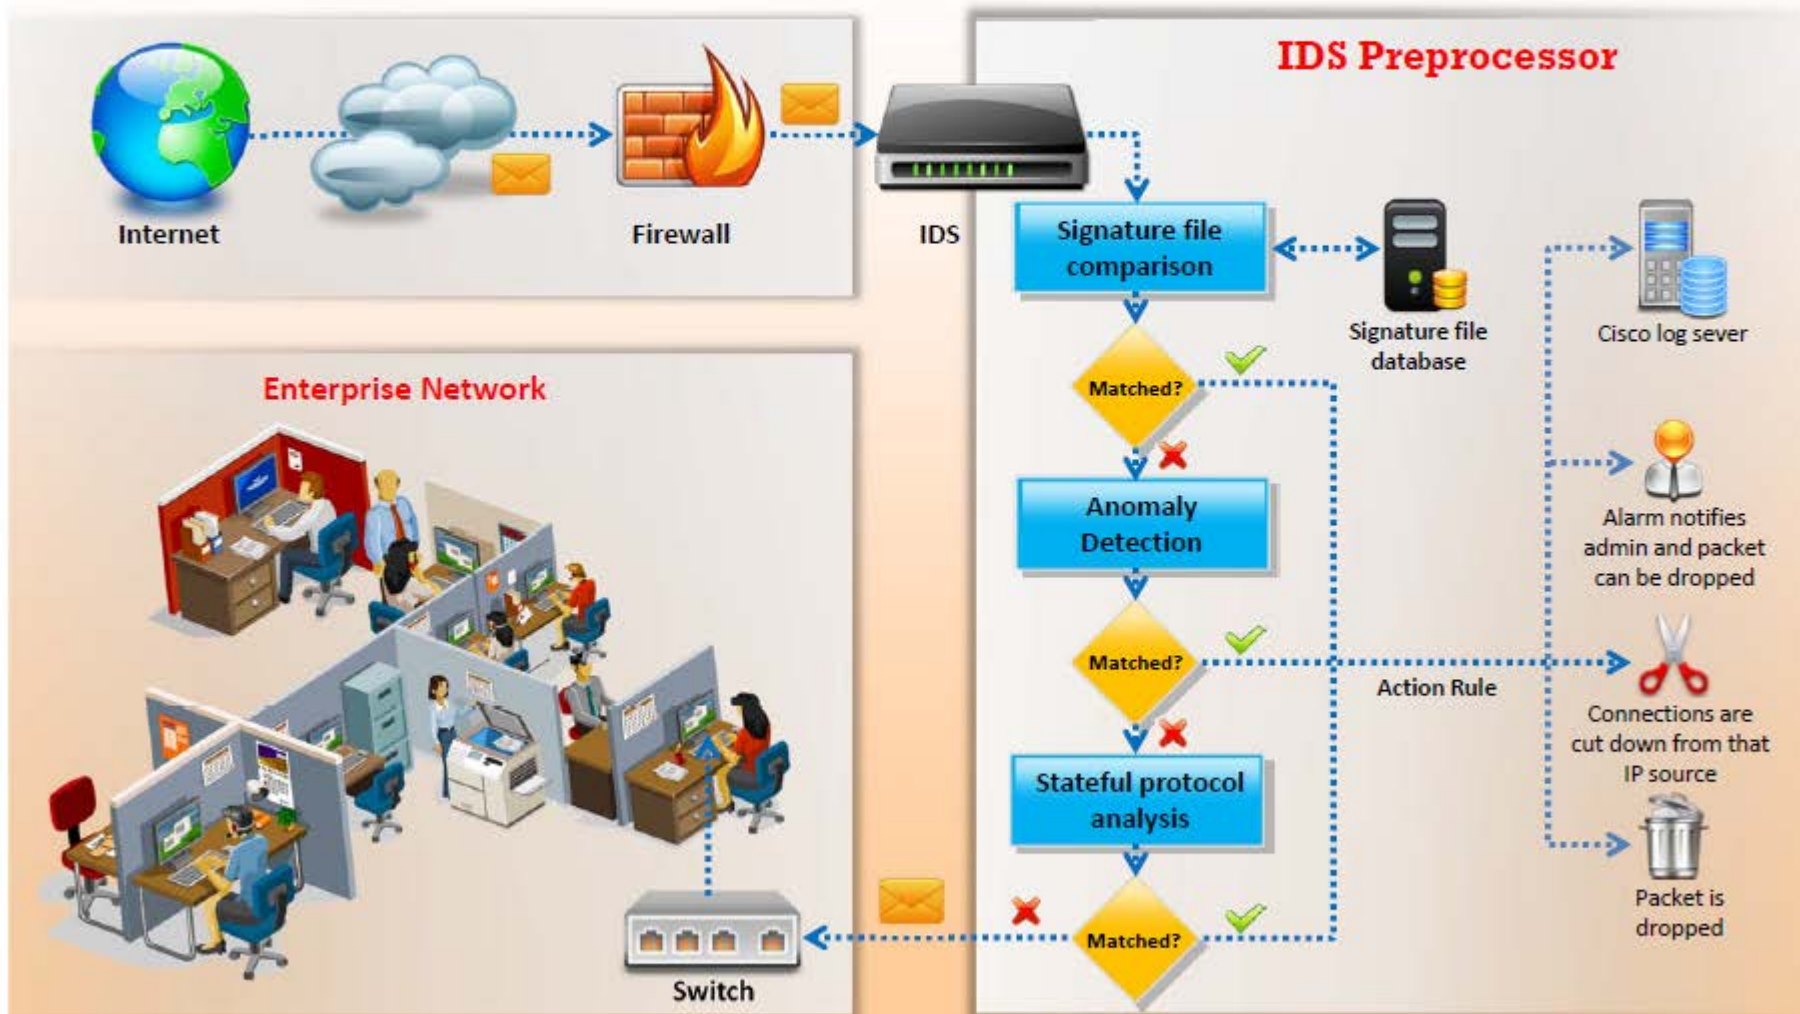 IDS Preprocessor
Internet
Firewall
IDS
Signature file
comparison
Signature file
database
Cisco log sever
Matched?
Enterprise Network
Anomaly
Detection
Alarm notifies
admin and packet
can be dropped
Matched?
Action Rule
Connections are
cut down from that
IP source
Stateful protocol
analysis
Packet is
dropped
Matched?
Switch